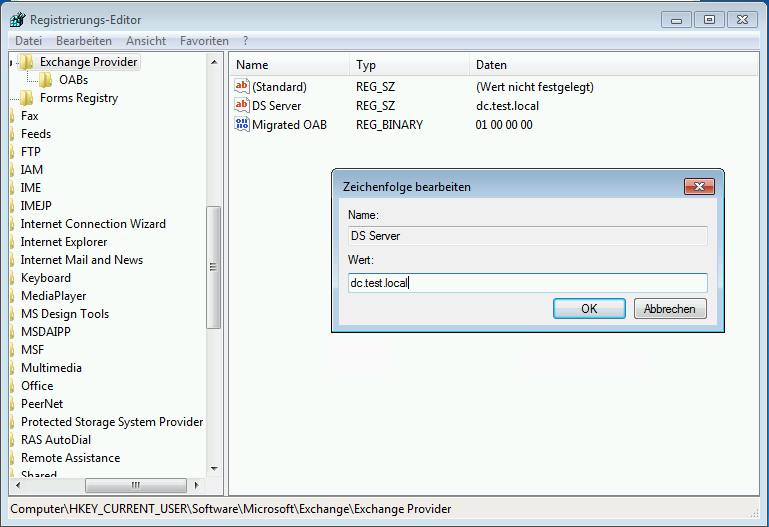 Registrierungs-Editor
Datei Bearbeiten Ansicht Favoriten ?
Exchange Provider
OABs
Forms Registry
Fax
Feeds
FTP
IAM
IME
IMEJP
Internet Connection Wizard
Internet Explorer
Internet Mail and News
Keyboard
MediaPlayer
MS Design Tools
MSDAIPP
MSF
Multimedia
Office
PeerNet
Protected Storage System Provider
RAS AutoDial
Remote Assistance
Shared
Name Typ Daten
(Standard) REG_SZ (Wert nicht festgelegt)
DS Server REG_SZ dc.test.local
Migrated OAB REG_BINARY 01 00 00 00
Zeichenfolge bearbeiten
Name:
DS Server
Wert:
dc.test.local
OK Abbrechen
Computer\HKEY_CURRENT_USER\Software\Microsoft\Exchange\Exchange Provider